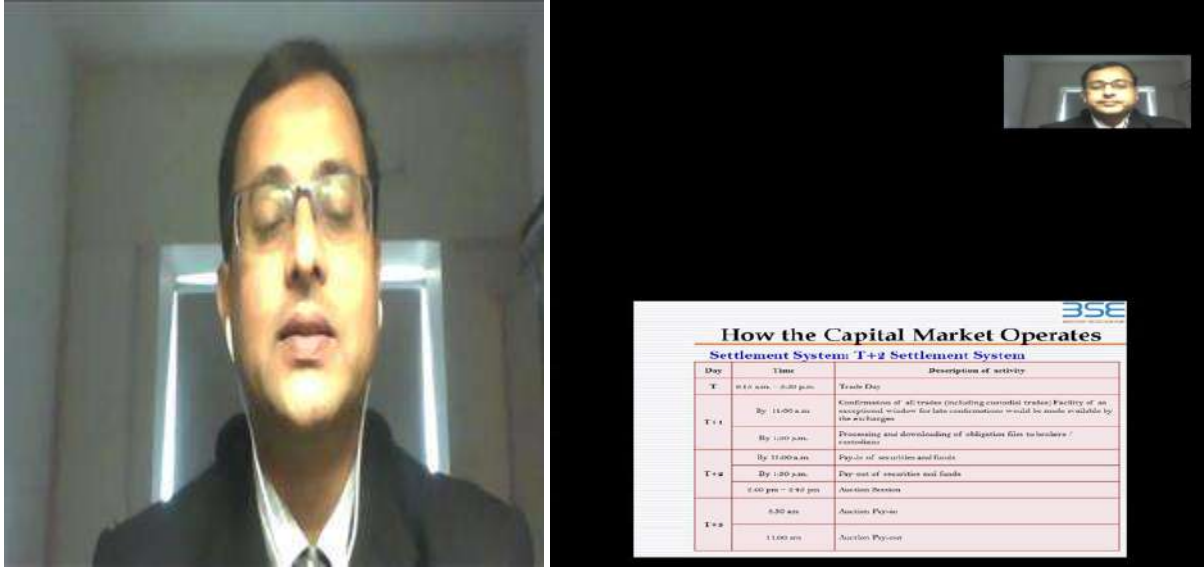 BSE
How the Capital Market Operates
Settlement System: T+2 Settlement System
Day Time Description of activity
T Trade Day
Confirmation of all trades (including custodial trades) Facility of an
By 11:00 a.m exceptional window for late confirmations would be made available by
the exchanges
T+1
By 1:30 p.m. Processing and downloading of obligation files to brokers /
custodians
By 11:00 a.m Pay-in of securities and funds
T+2 By 1:30 p.m. Pay-out of securities and funds
Auction Session
Auction Pay-in
T+3
11:00 am Auction Pay-out